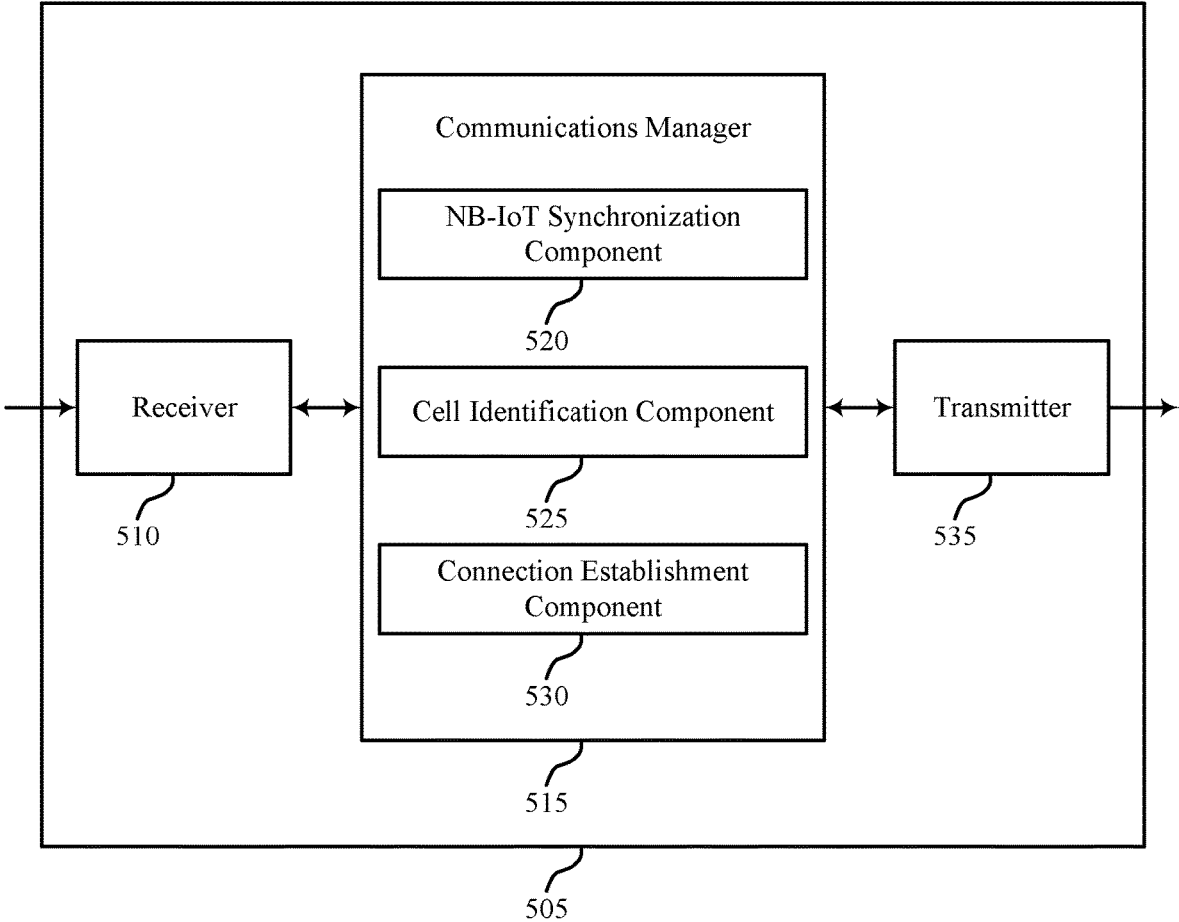 Communications Manager
NB-IoT Synchronization
Component
520
Receiver
510
Cell Identification Component
525
Transmitter
535
Connection Establishment
Component
530
515
505